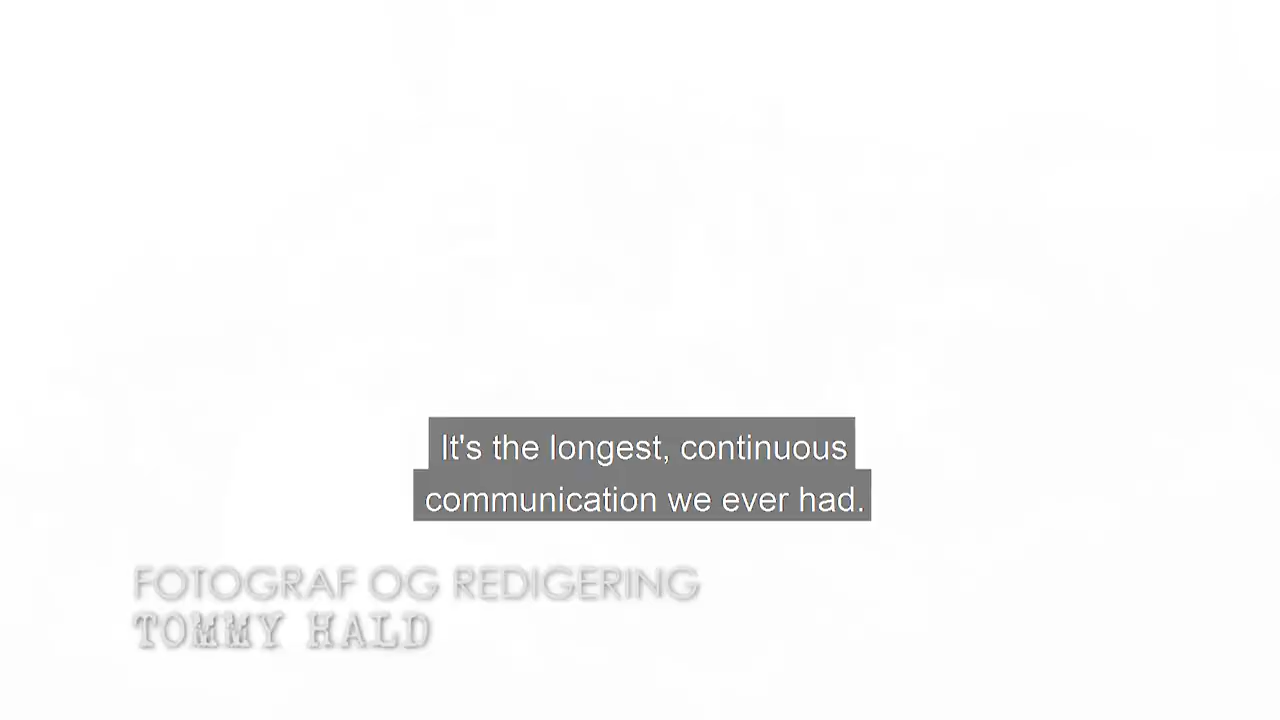 It's the longest, continuous
communication we ever had.
FOTOGRAF OG REDIGERING
TOMMY HALD